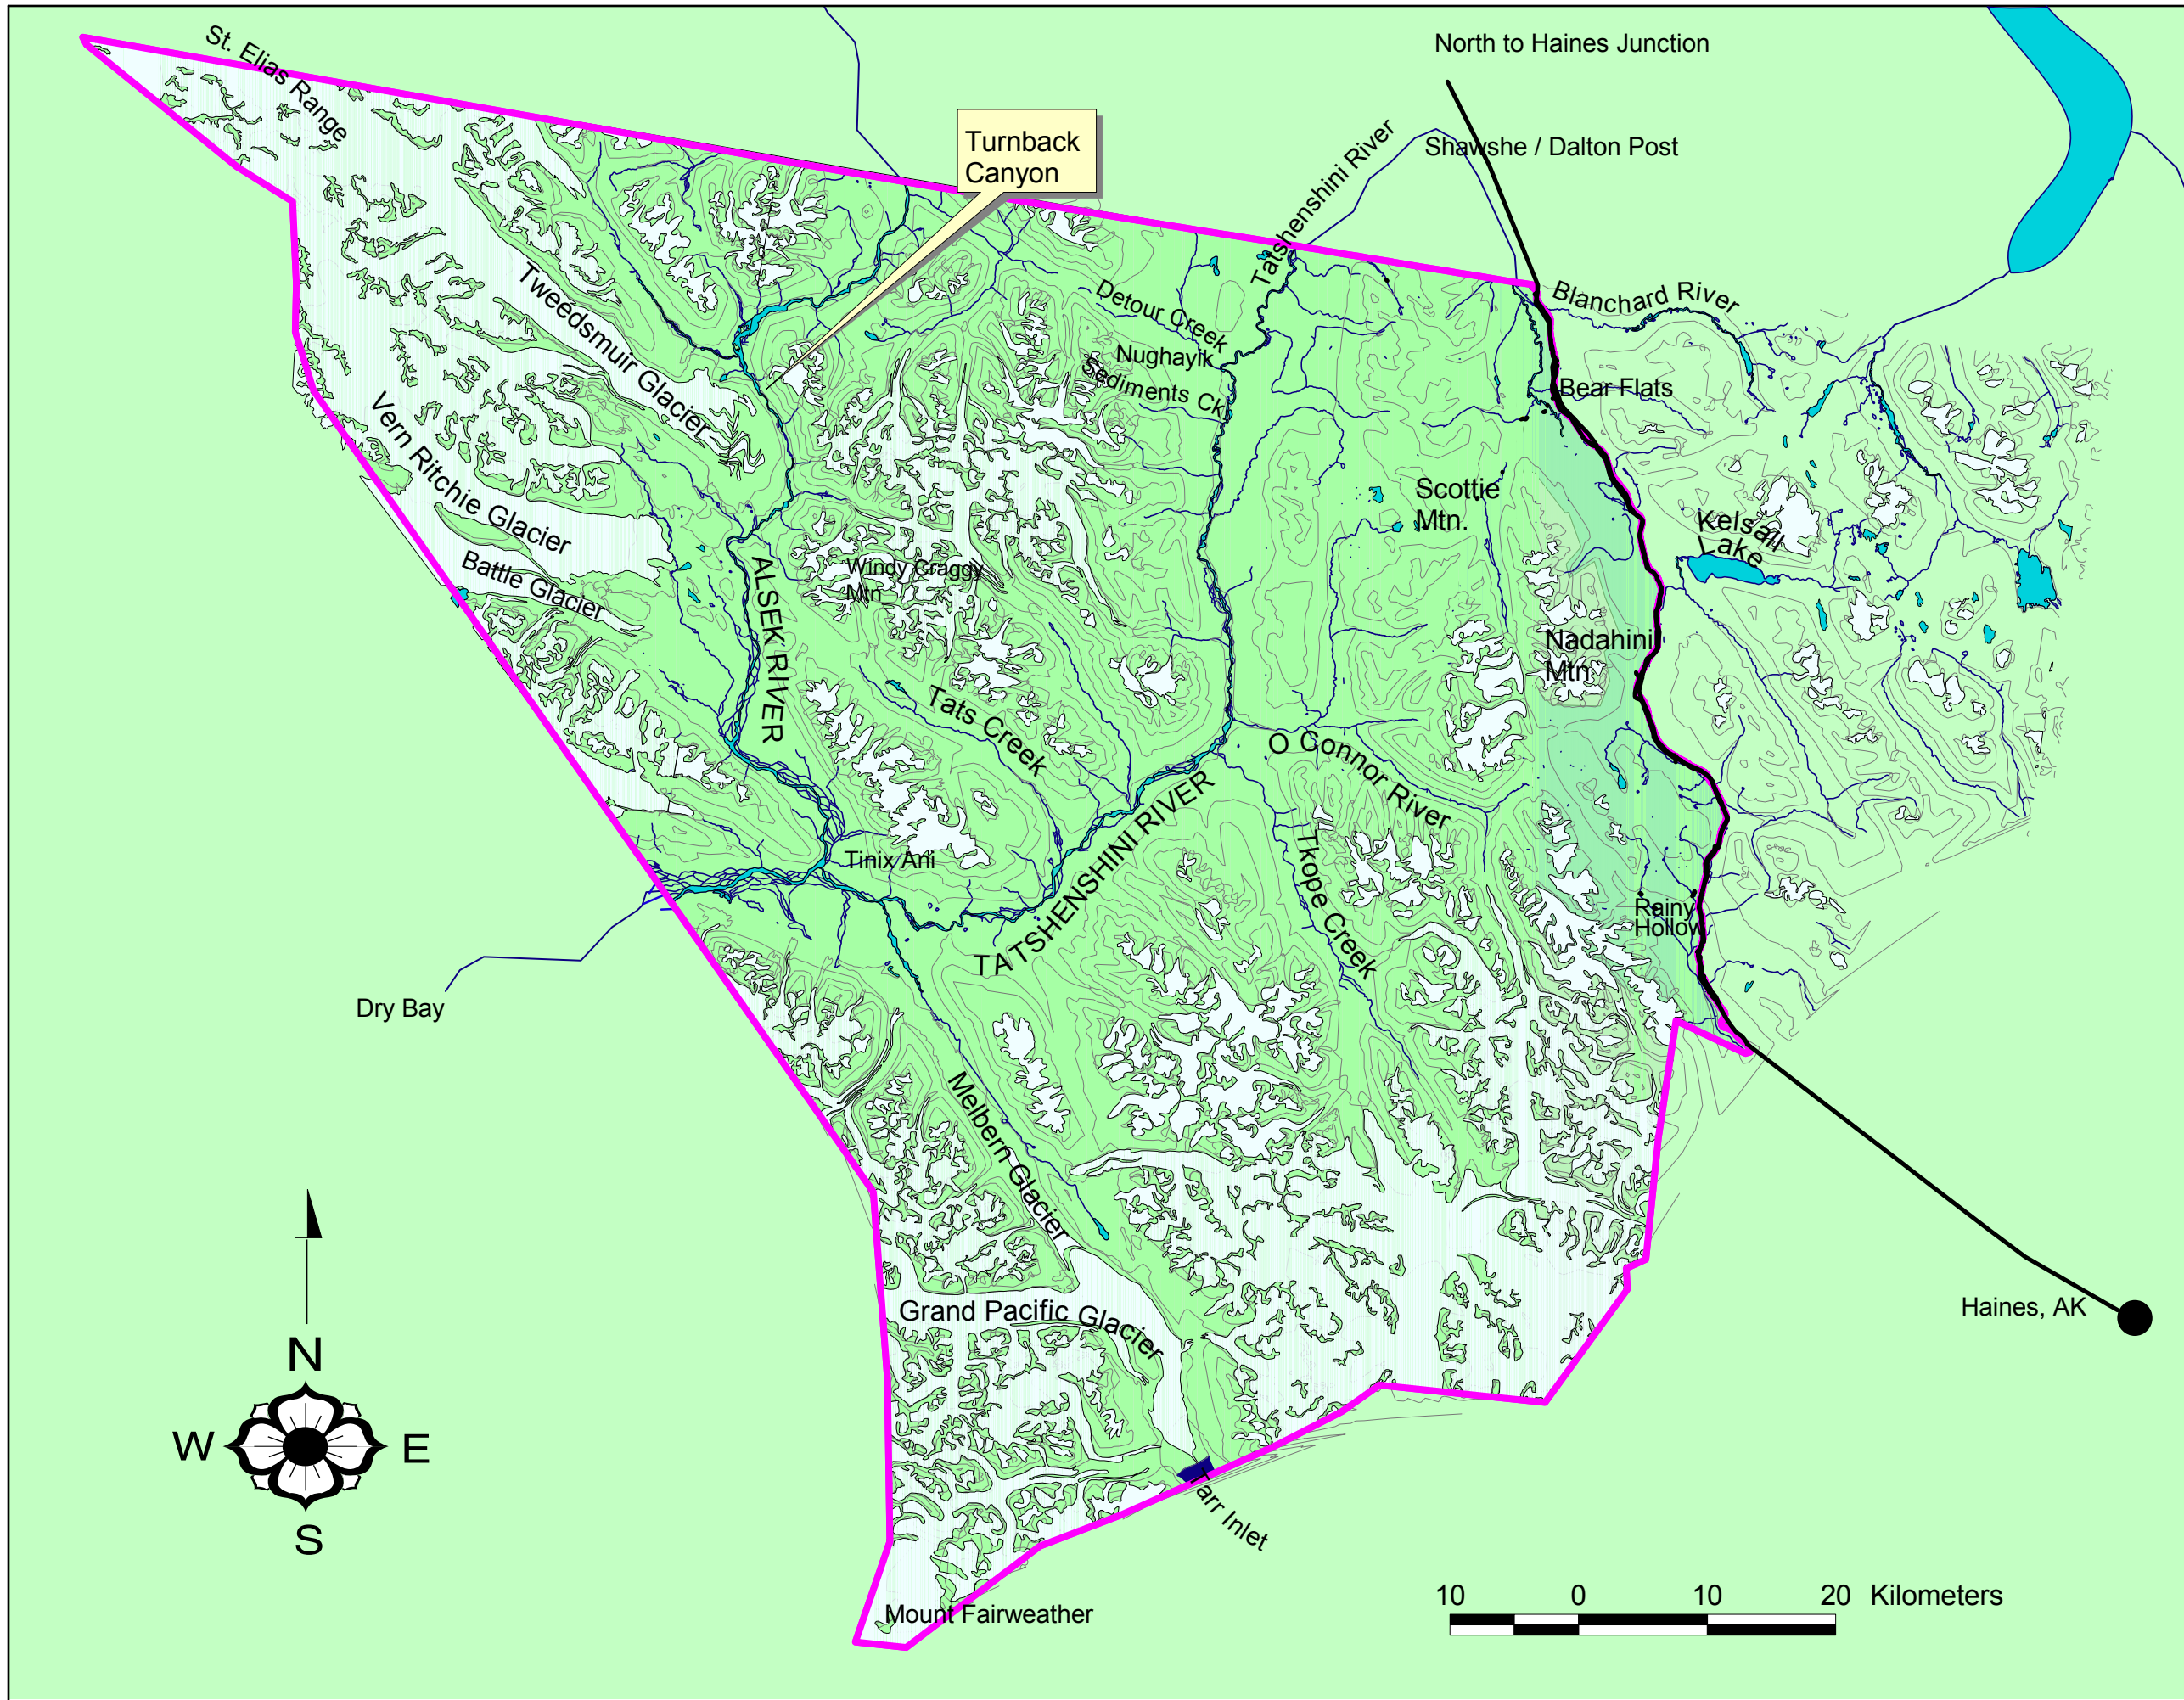 North to Haines Junction
St. Elias Range
Turnback
Canyon
Shawshe / Dalton Post
Tatshenshini River
Blanchard River
Detour Creek
Nughayik
Sediments Ck.
Tweedsmuir Glacier
Bear Flats
Vern Ritchie Glacier
Scottie
Mtn.
Kelsall
Lake
Battle Glacier
Windy Craggy
Mtn
ALSEK RIVER
Nadahini
Mtn
Tats Creek
O Connor River
TATSHENSHINI RIVER
Tkope Creek
Tinix Ani
Rainy
Hollow
Dry Bay
Melbern Glacier
Grand Pacific Glacier
Haines, AK
N
W
E
S
Tarr Inlet
Mount Fairweather
10 0 10 20 Kilometers